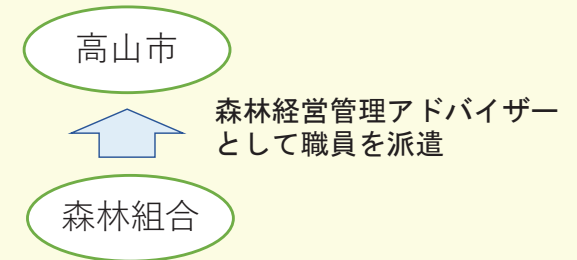 高山市
森林経営管理アドバイザー
として職員を派遣
森林組合